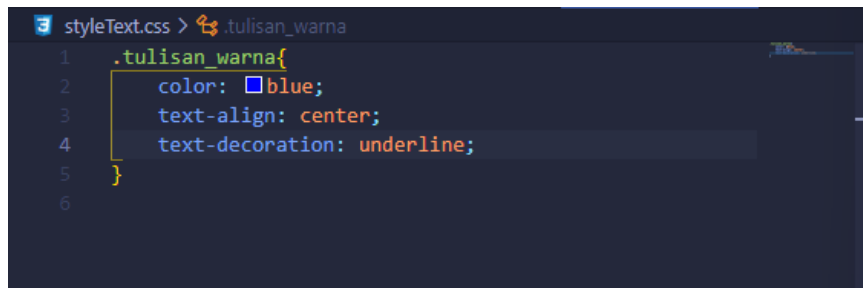 styleText.css > .tulisan_warna
1 .tulisan_warna{
2 color: blue;
3 text-align: center;
4 text-decoration: underline;
5 }
6